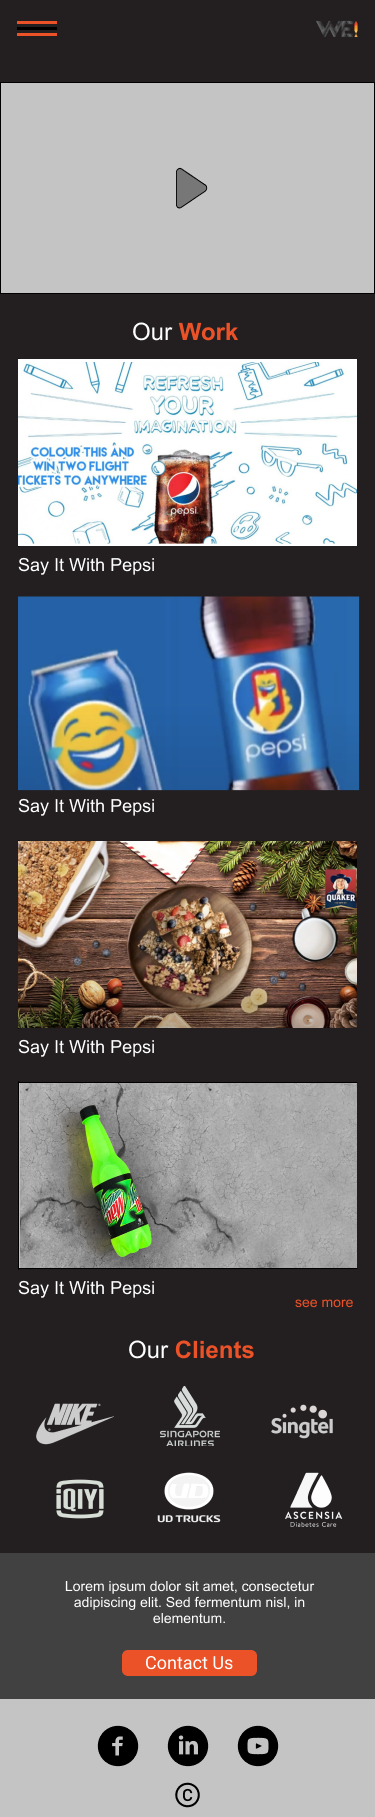 WE!
Our Work
REFRESH
YOUR
IMAGINATION
COLOUR THIS AND
WIN TWO FLIGHT
TICKETS TO ANYWHERE
pepsi
Say It With Pepsi
pepsi
Say It With Pepsi
QUAKER
Say It With Pepsi
Say It With Pepsi
see more
Our Clients
NIKE
SINGAPORE
AIRLINES
Singtel
iQIYI
UD
UD TRUCKS
ASCENSIA
Diabetes Care
Lorem ipsum dolor sit amet, consectetur
adipiscing elit. Sed fermentum nisl, in
elementum.
Contact Us
f
in
©